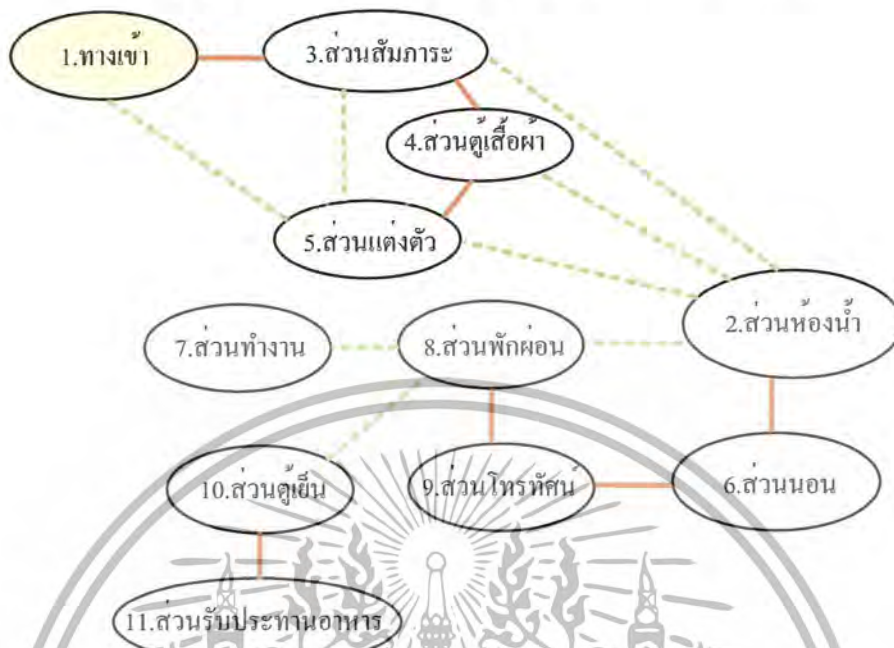 1.ทางเข้า
3.ส่วนสัมภาระ
4.ส่วนตู้เสื้อผ้า
5.ส่วนแต่งตัว
2.ส่วนห้องน้ำ
7.ส่วนทำงาน
8.ส่วนพักผ่อน
10.ส่วนตู้เย็น
9.ส่วนโทรทัศน์
6.ส่วนนอน
11.ส่วนรับประทานอาหาร